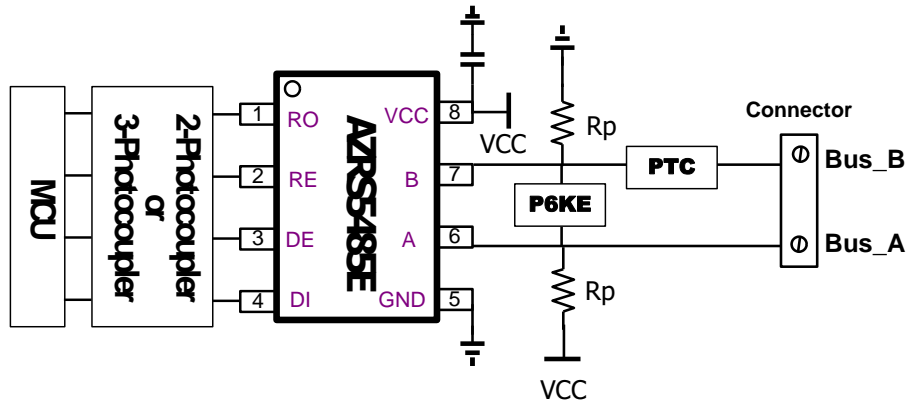 MCU
2-Photocoupler
or
3-Photocoupler
AZRS5485E
1
RO
2
RE
3
DE
4
DI
VCC
8
B
7
A
6
GND
5
VCC
Rp
P6KE
Rp
VCC
PTC
Connector
Bus_B
Bus_A